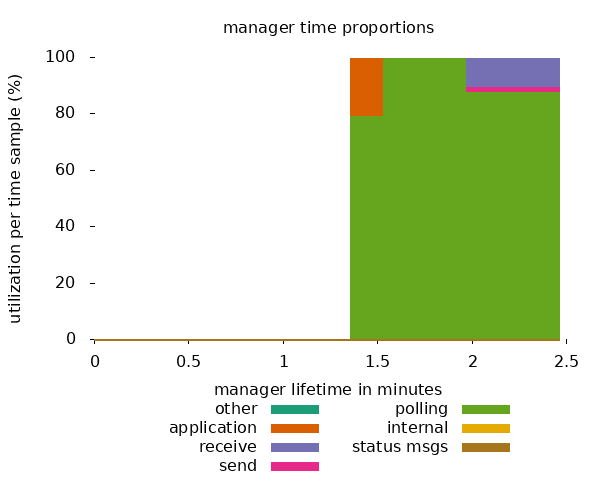 manager time proportions
utilization per time sample (%)
100
80
60
40
20
0
0 0.5 1 1.5 2 2.5
manager lifetime in minutes
other polling
application internal
receive status msgs
send